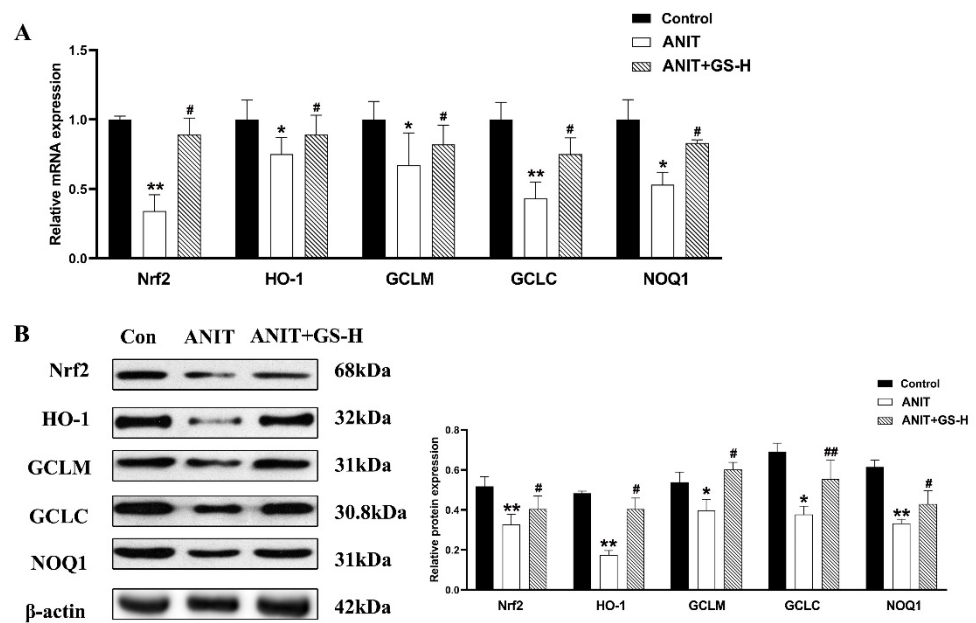 A
Control
ANIT
ANIT+GS-H
Relative mRNA expression
1.5
1.0
0.5
0.0
** # * # * # ** # * #
Nrf2 HO-1 GCLM GCLC NOQ1
B
Con ANIT ANIT+GS-H
Nrf2 68kDa
HO-1 32kDa
GCLM 31kDa
GCLC 30.8kDa
NOQ1 31kDa
β-actin 42kDa
Control
ANIT
ANIT+GS-H
Relative protein expression
0.8
0.6
0.4
0.2
0.0
** # ** # * # * ## ** #
Nrf2 HO-1 GCLM GCLC NOQ1